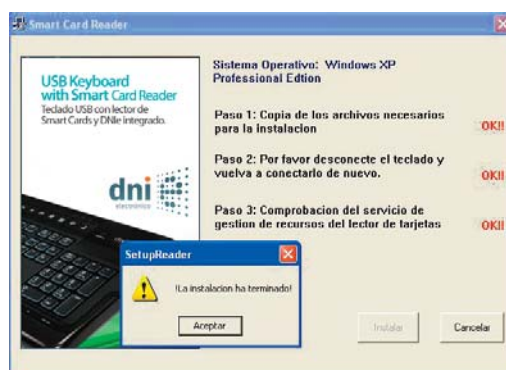 Smart Card Reader
USB Keyboard
with Smart Card Reader
Teclado USB con lector de
Smart Cards y DNIe integrado.
dni
electrónico
Sistema Operativo: Windows XP
Professional Edtion
Paso 1: Copia de los archivos necesarios
para la instalacion
OK!!
Paso 2: Por favor desconecte el teclado y
vuelva a conectarlo de nuevo.
OK!!
Paso 3: Comprobacion del servicio de
gestion de recursos del lector de tarjetas
OK!!
SetupReader
!La instalacion ha terminado!
Aceptar
Instalar
Cancelar